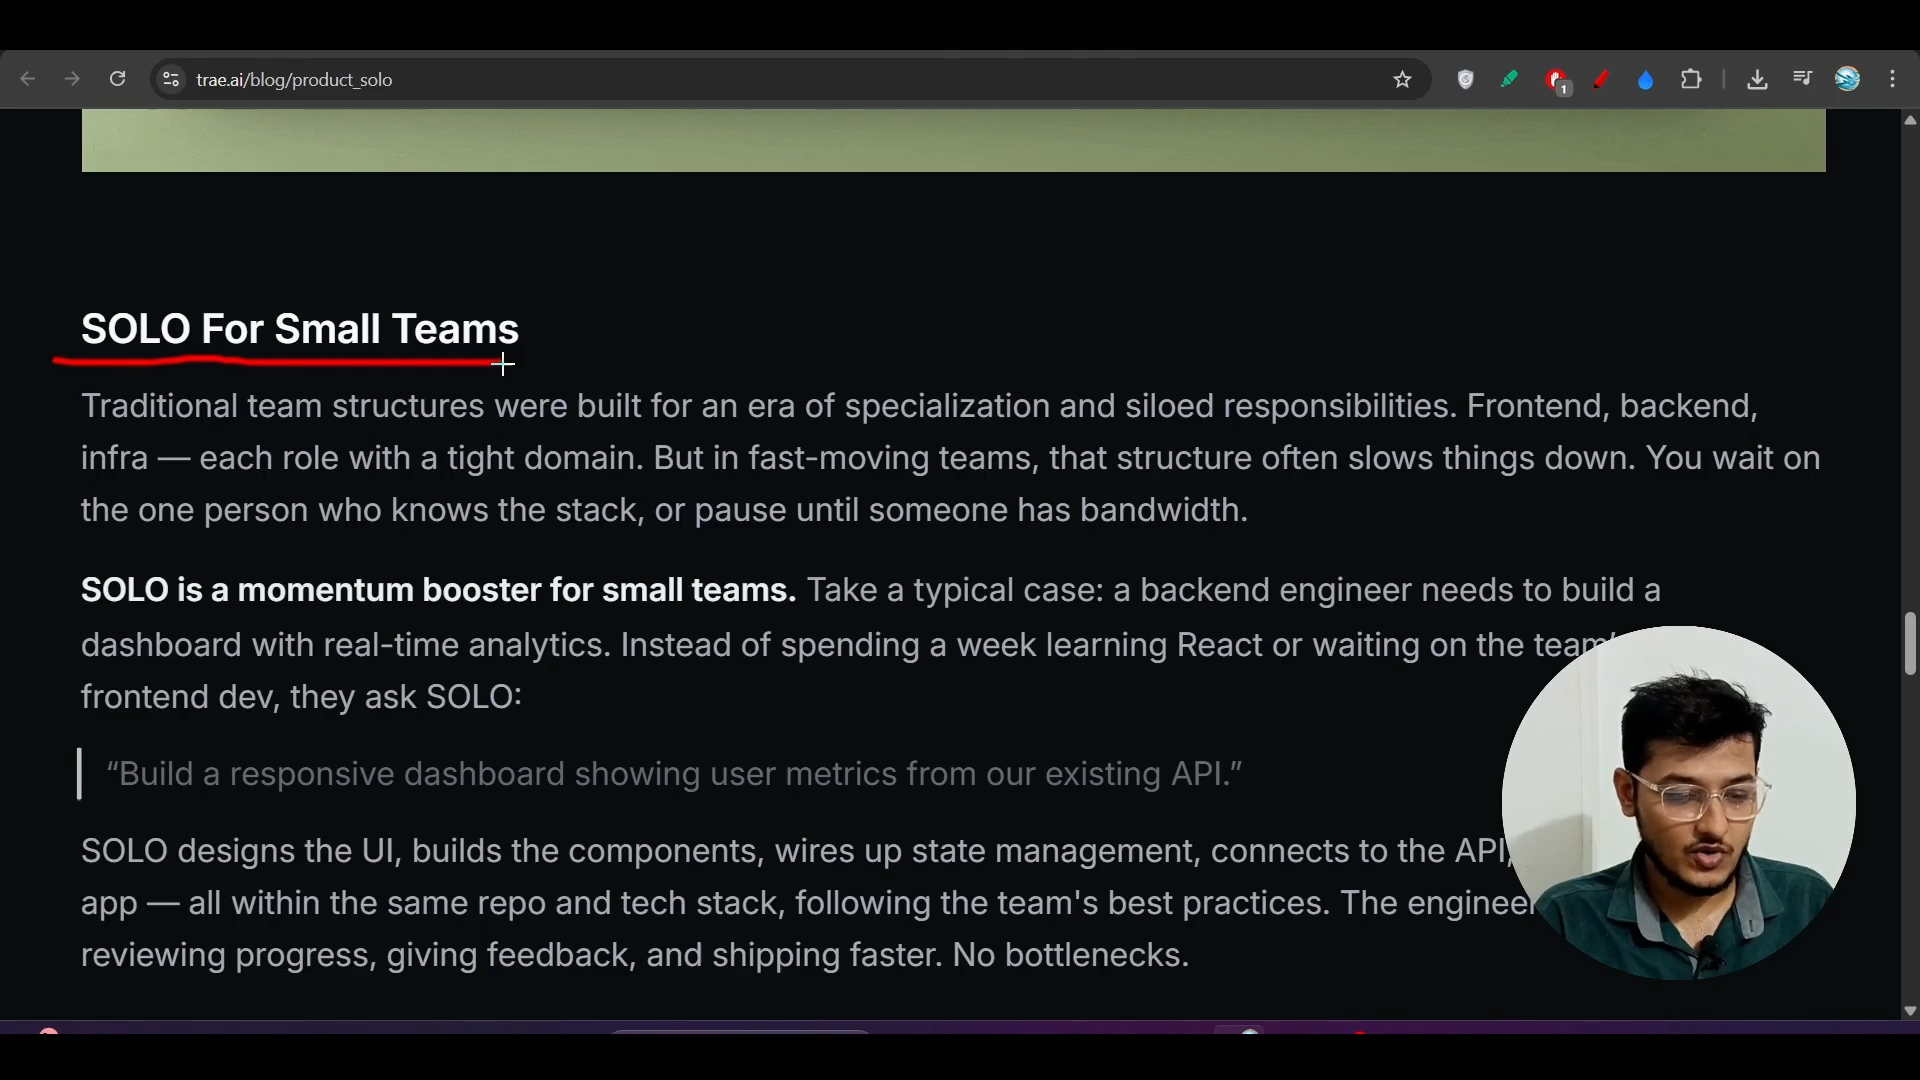 trae.ai/blog/product_solo
1
SOLO For Small Teams
Traditional team structures were built for an era of specialization and siloed responsibilities. Frontend, backend,
infra — each role with a tight domain. But in fast-moving teams, that structure often slows things down. You wait on
the one person who knows the stack, or pause until someone has bandwidth.
SOLO is a momentum booster for small teams. Take a typical case: a backend engineer needs to build a
dashboard with real-time analytics. Instead of spending a week learning React or waiting on the team'
frontend dev, they ask SOLO:
“Build a responsive dashboard showing user metrics from our existing API.”
SOLO designs the UI, builds the components, wires up state management, connects to the API,
app — all within the same repo and tech stack, following the team's best practices. The engineer
reviewing progress, giving feedback, and shipping faster. No bottlenecks.